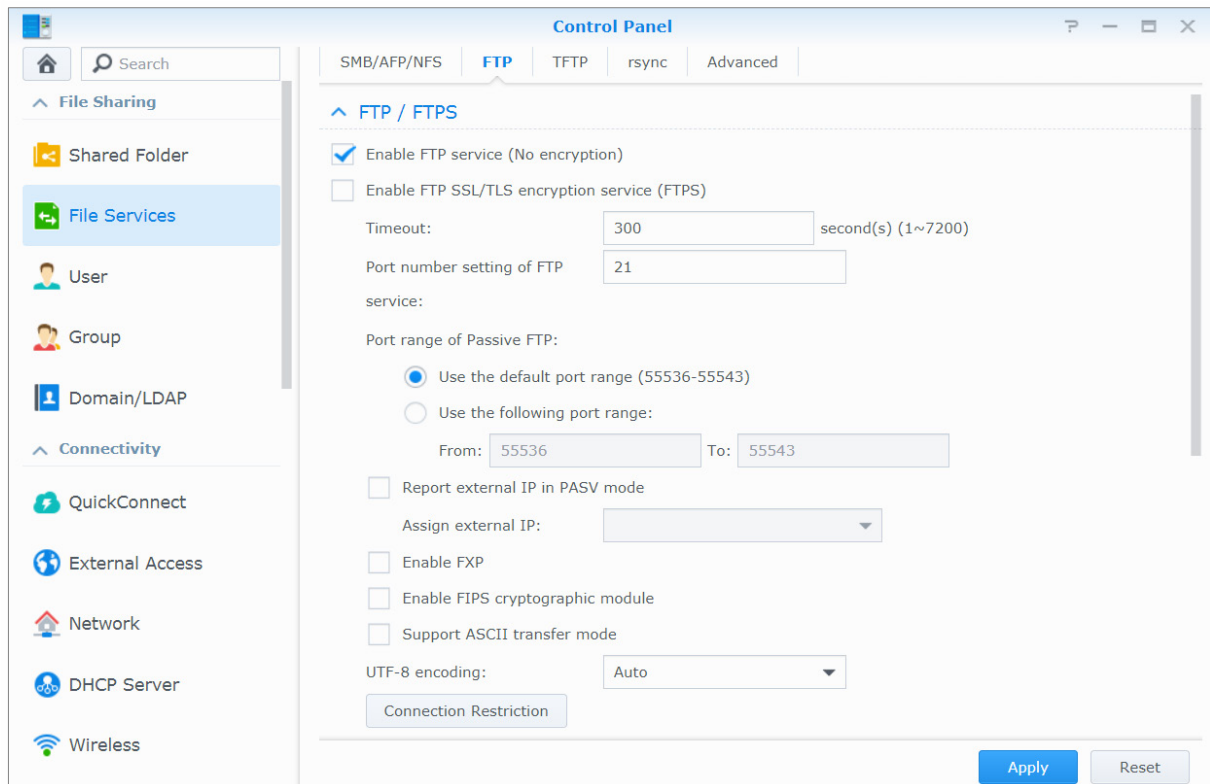 Control Panel
Search
File Sharing
Shared Folder
File Services
User
Group
Domain/LDAP
Connectivity
QuickConnect
External Access
Network
DHCP Server
Wireless
SMB/AFP/NFS FTP TFTP rsync Advanced
FTP / FTPS
Enable FTP service (No encryption)
Enable FTP SSL/TLS encryption service (FTPS)
Timeout: 300 second(s) (1~7200)
Port number setting of FTP 21
service:
Port range of Passive FTP:
Use the default port range (55536-55543)
Use the following port range:
From: 55536 To: 55543
Report external IP in PASV mode
Assign external IP:
Enable FXP
Enable FIPS cryptographic module
Support ASCII transfer mode
UTF-8 encoding: Auto
Connection Restriction
Apply Reset